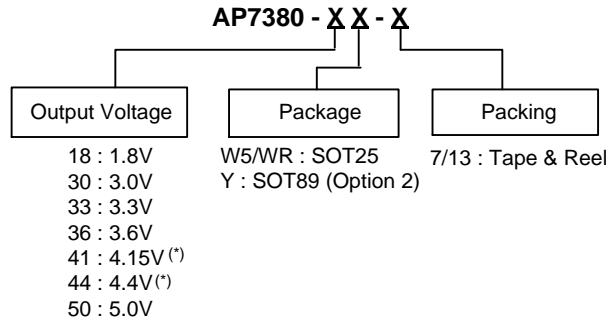 AP7380 - X X - X
Output Voltage
18 : 1.8V
30 : 3.0V
33 : 3.3V
36 : 3.6V
41 : 4.15V (*)
44 : 4.4V (*)
50 : 5.0V
Package
W5/WR : SOT25
Y : SOT89 (Option 2)
Packing
7/13 : Tape & Reel